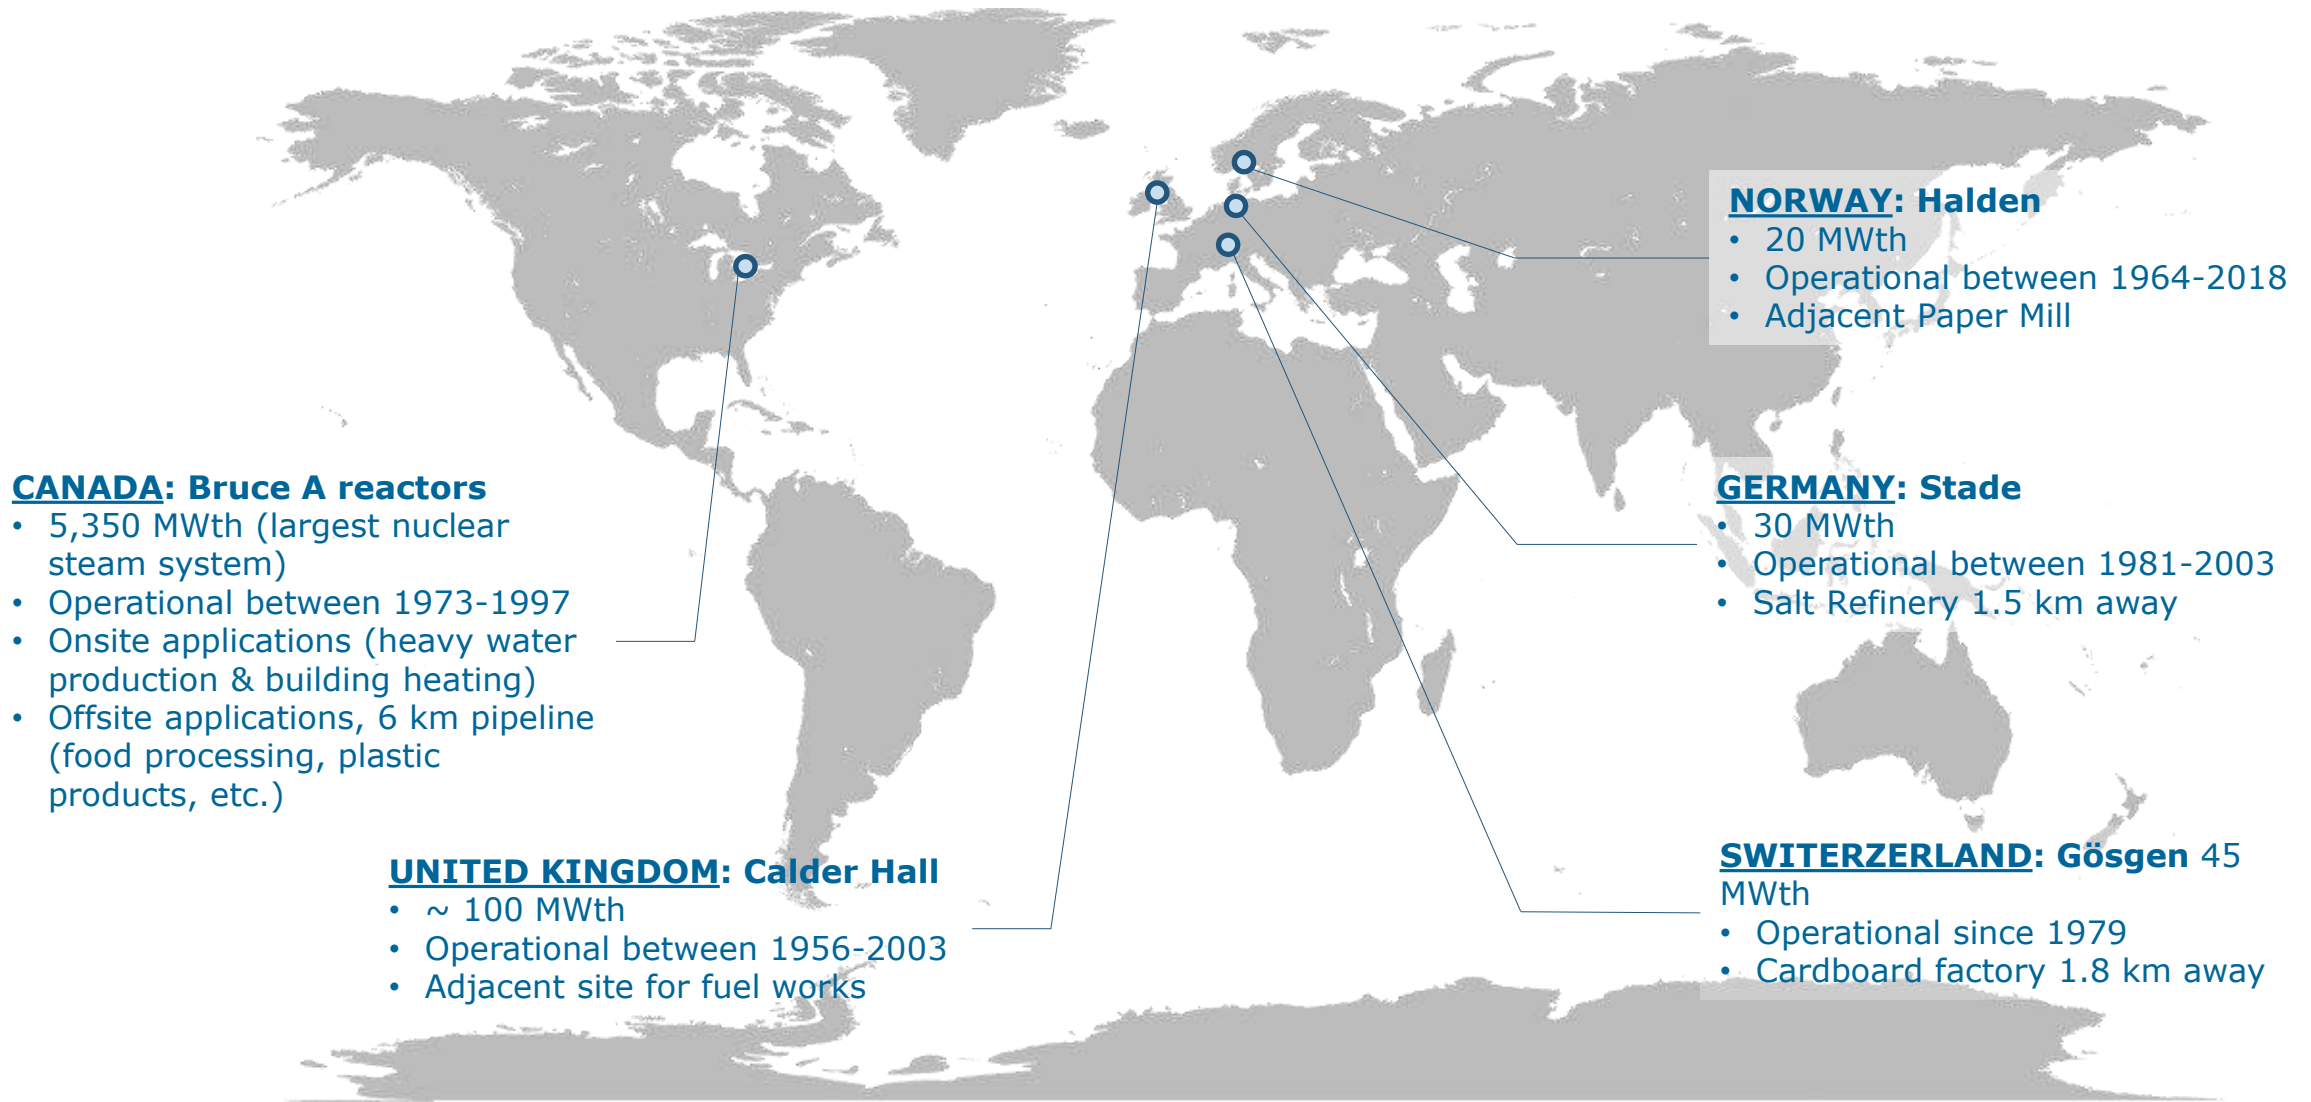 NORWAY: Halden
• 20 MWth
• Operational between 1964-2018
• Adjacent Paper Mill
CANADA: Bruce A reactors
• 5,350 MWth (largest nuclear
steam system)
• Operational between 1973-1997
• Onsite applications (heavy water
production & building heating)
• Offsite applications, 6 km pipeline
(food processing, plastic
products, etc.)
GERMANY: Stade
• 30 MWth
• Operational between 1981-2003
• Salt Refinery 1.5 km away
UNITED KINGDOM: Calder Hall
• ~ 100 MWth
• Operational between 1956-2003
• Adjacent site for fuel works
SWITERZERLAND: Gösgen 45
MWth
• Operational since 1979
• Cardboard factory 1.8 km away